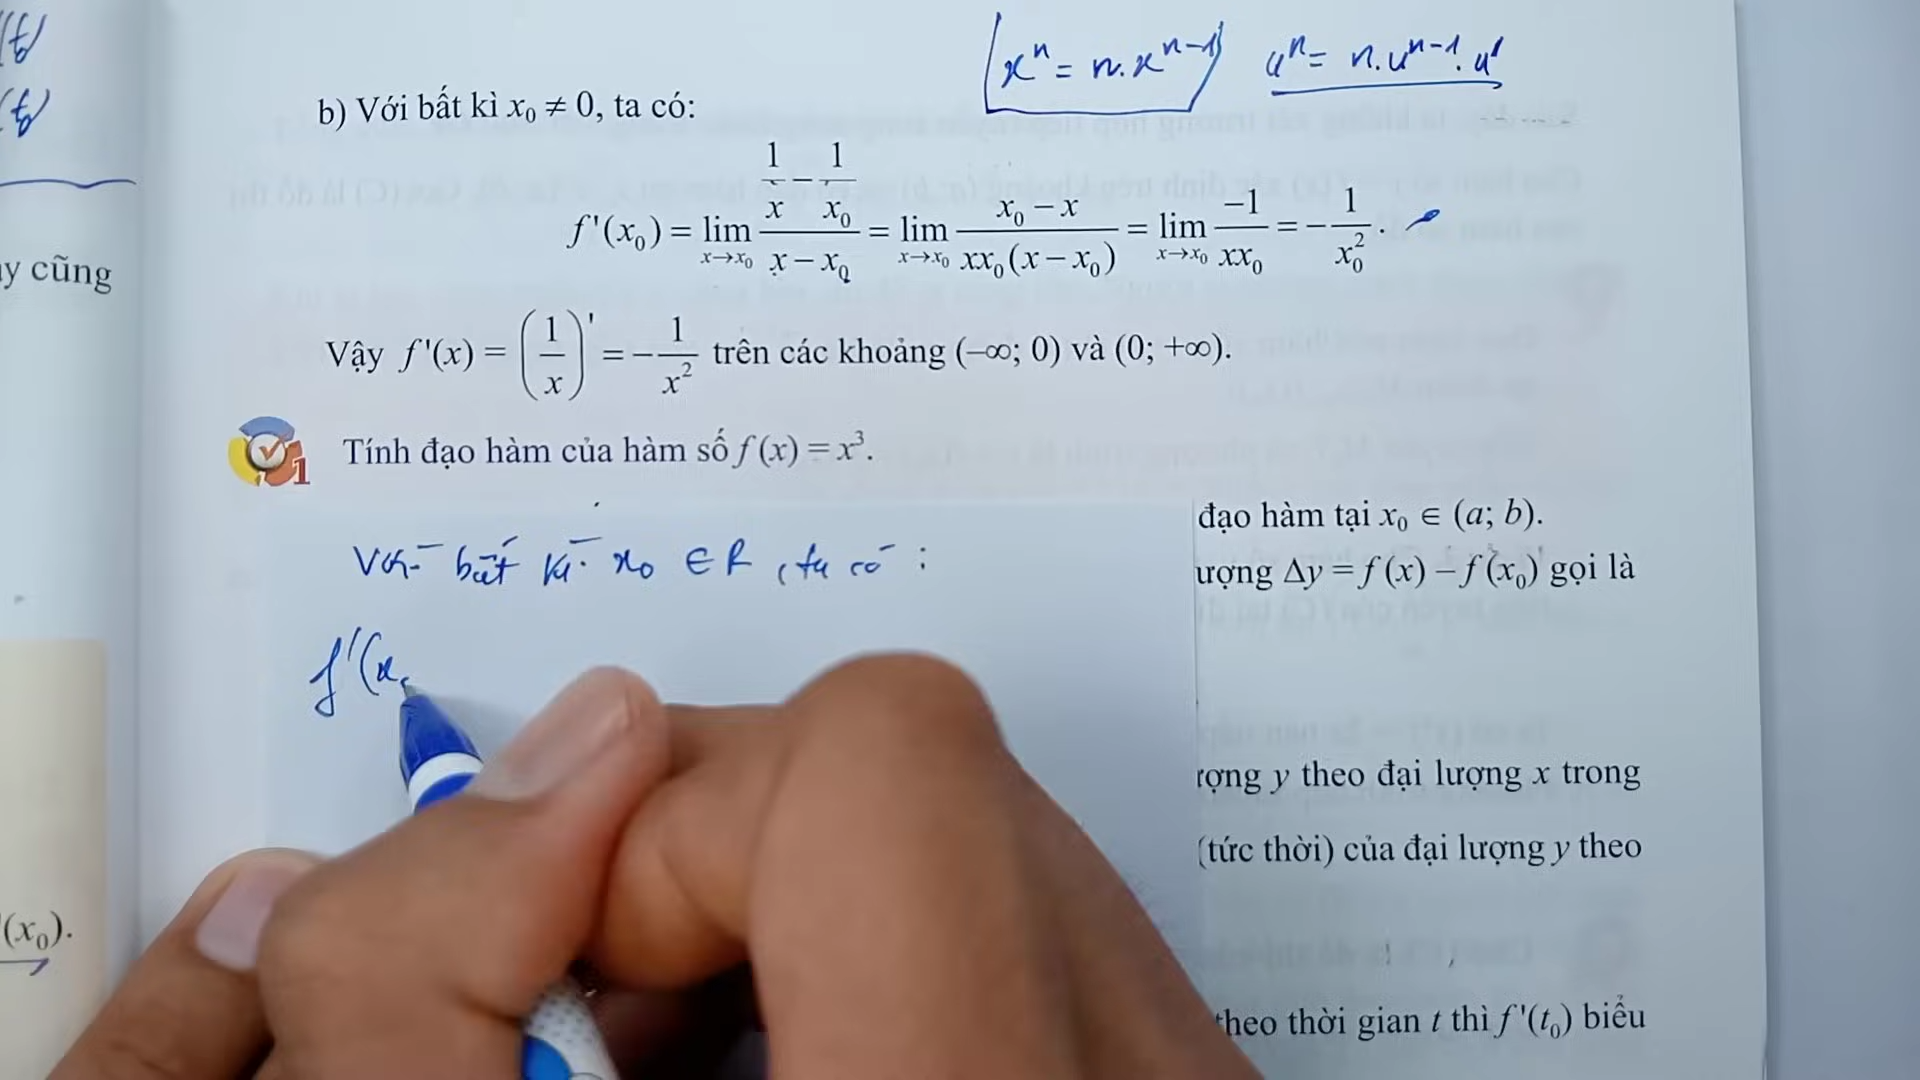 (t)
(t)
x^n = n.x^{n-1} u^n = n.u^{n-1}.u'
b) Với bất kì x₀ ≠ 0, ta có:
f'(x₀) = lim_{x→x₀} (1/x − 1/x₀)/(x − x₀) = lim_{x→x₀} (x₀ − x)/(xx₀(x − x₀)) = lim_{x→x₀} −1/(xx₀) = −1/x₀².
cũng
Vậy f'(x) = (1/x)' = −1/x² trên các khoảng (−∞; 0) và (0; +∞).
1 Tính đạo hàm của hàm số f(x) = x³.
đạo hàm tại x₀ ∈ (a; b).
Với bất kì x₀ ∈ R, ta có :
ượng Δy = f(x) − f(x₀) gọi là
f'(x₀
ượng y theo đại lượng x trong
(tức thời) của đại lượng y theo
(x₀).
theo thời gian t thì f'(t₀) biểu